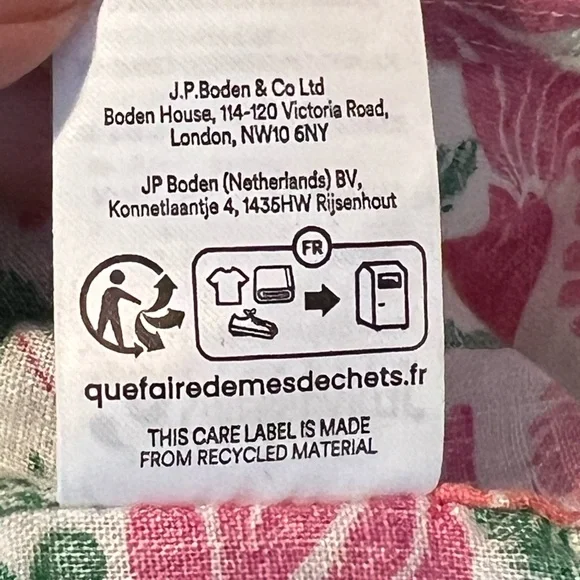 J.P.Boden & Co Ltd
Boden House, 114-120 Victoria Road,
London, NW10 6NY
JP Boden (Netherlands) BV,
Konnetlaantje 4, 1435HW Rijsenhout
FR
quefairedemesdechets.fr
THIS CARE LABEL IS MADE
FROM RECYCLED MATERIAL